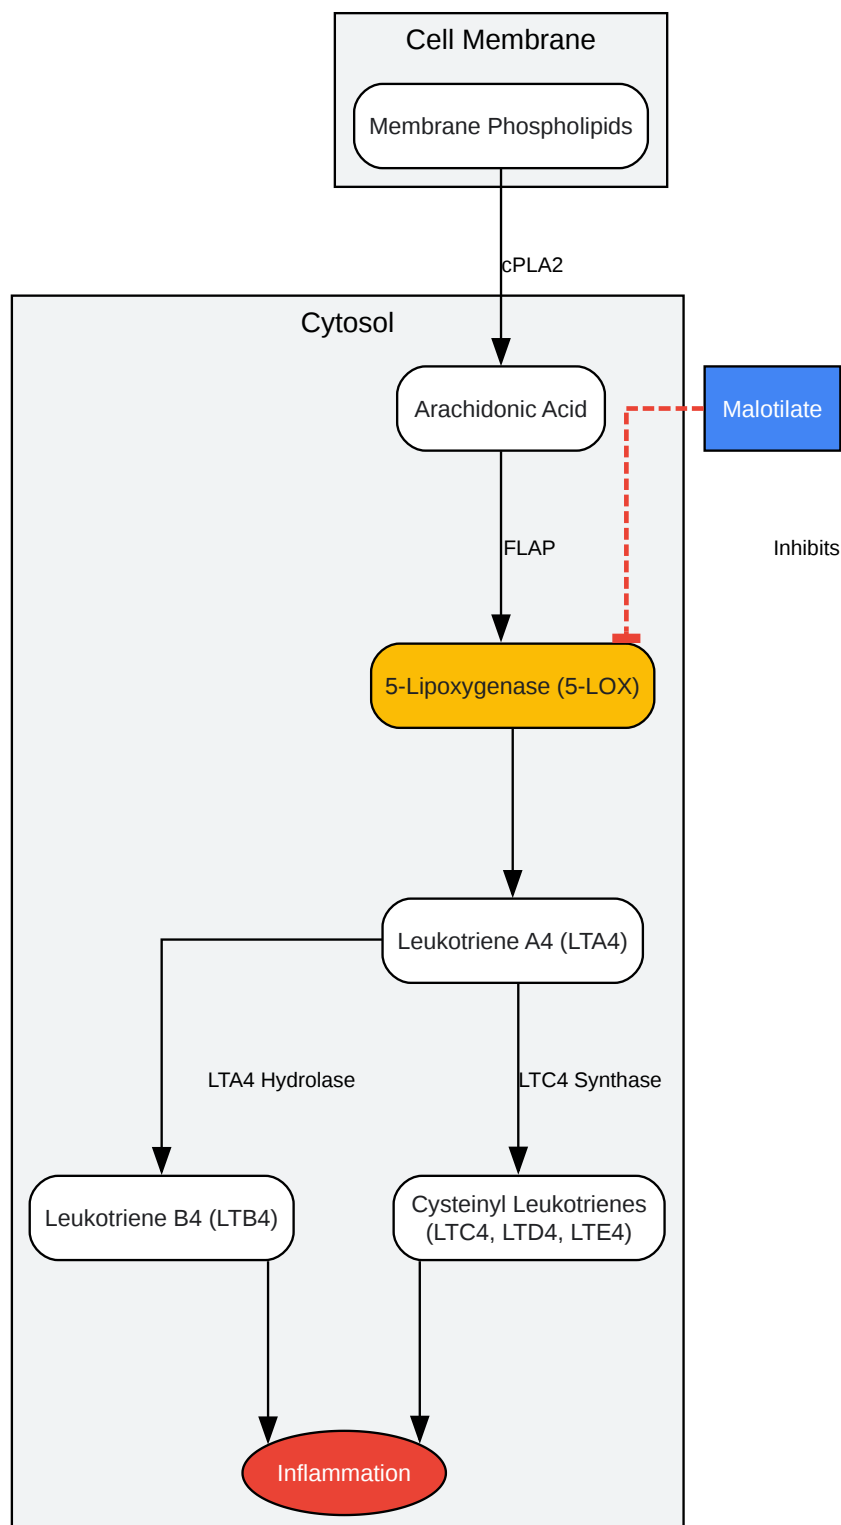 Cell Membrane
Membrane Phospholipids
cPLA2
Cytosol
Arachidonic Acid
Malotilate
FLAP
Inhibits
5-Lipoxygenase (5-LOX)
Leukotriene A4 (LTA4)
LTA4 Hydrolase
LTC4 Synthase
Leukotriene B4 (LTB4)
Cysteinyl Leukotrienes
(LTC4, LTD4, LTE4)
Inflammation